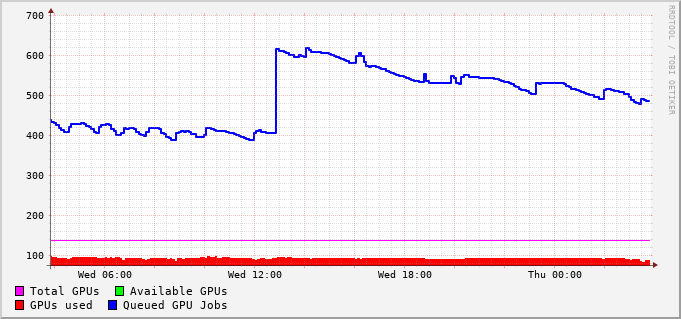 700
600
500
400
300
200
100
Wed 06:00 Wed 12:00 Wed 18:00 Thu 00:00
Total GPUs Available GPUs
GPUs used Queued GPU Jobs
RRDTOOL / TOBI OETIKER